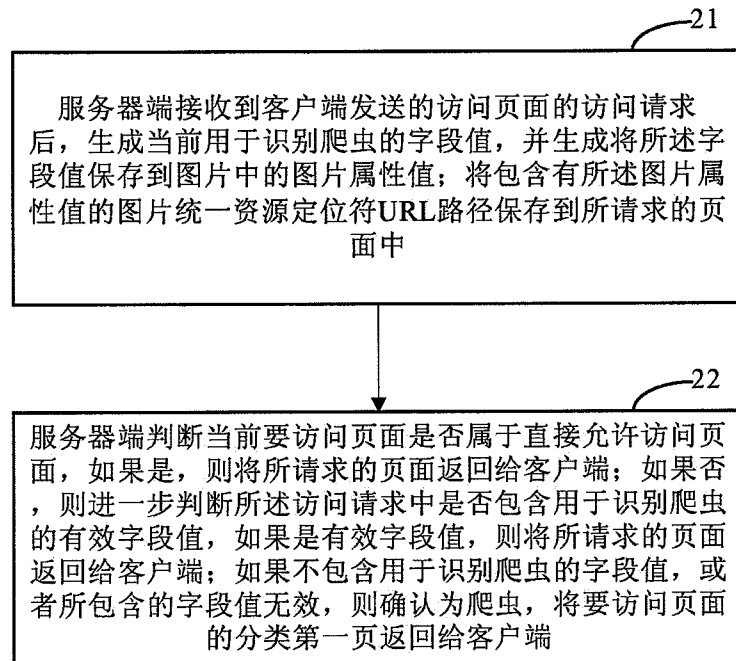 21
服务器端接收到客户端发送的访问页面的访问请求
后，生成当前用于识别爬虫的字段值，并生成将所述字
段值保存到图片中的图片属性值；将包含有所述图片属
性值的图片统一资源定位符URL路径保存到所请求的页
面中
22
服务器端判断当前要访问页面是否属于直接允许访问页
面，如果是，则将所请求的页面返回给客户端；如果否
，则进一步判断所述访问请求中是否包含用于识别爬虫
的有效字段值，如果是有效字段值，则将所请求的页面
返回给客户端；如果不包含用于识别爬虫的字段值，或
者所包含的字段值无效，则确认为爬虫，将要访问页面
的分类第一页返回给客户端